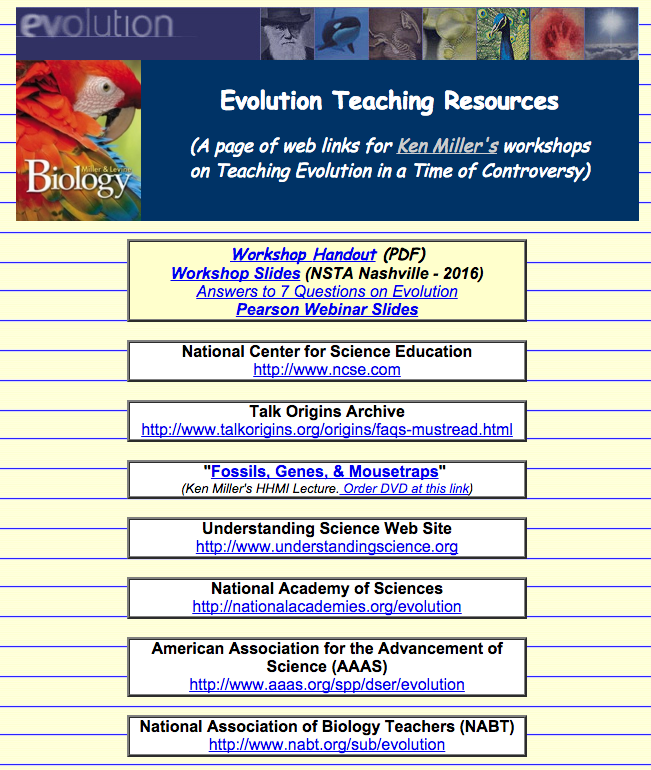 evolution
Evolution Teaching Resources
(A page of web links for Ken Miller's workshops
on Teaching Evolution in a Time of Controversy)
Miller & Levine
Biology
Workshop Handout (PDF)
Workshop Slides (NSTA Nashville - 2016)
Answers to 7 Questions on Evolution
Pearson Webinar Slides
National Center for Science Education
http://www.ncse.com
Talk Origins Archive
http://www.talkorigins.org/origins/faqs-mustread.html
"Fossils, Genes, & Mousetraps"
(Ken Miller's HHMI Lecture. Order DVD at this link)
Understanding Science Web Site
http://www.understandingscience.org
National Academy of Sciences
http://nationalacademies.org/evolution
American Association for the Advancement of
Science (AAAS)
http://www.aaas.org/spp/dser/evolution
National Association of Biology Teachers (NABT)
http://www.nabt.org/sub/evolution